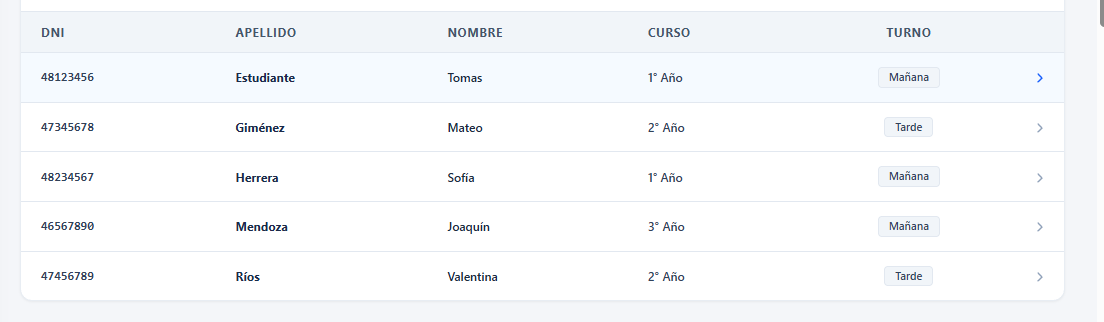 DNI APELLIDO NOMBRE CURSO TURNO
48123456 Estudiante Tomas 1° Año Mañana
47345678 Giménez Mateo 2° Año Tarde
48234567 Herrera Sofía 1° Año Mañana
46567890 Mendoza Joaquín 3° Año Mañana
47456789 Ríos Valentina 2° Año Tarde